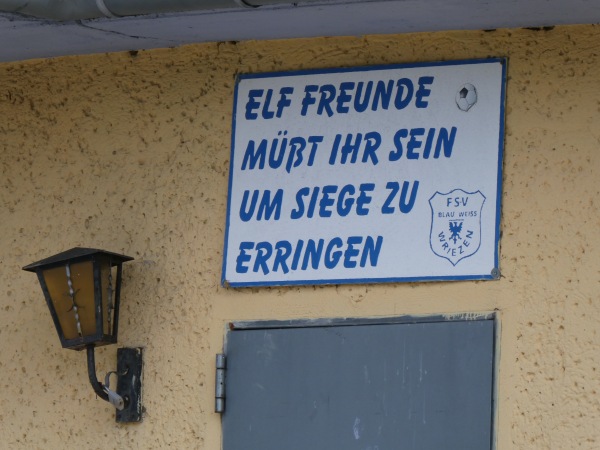 ELF FREUNDE
MÜßT IHR SEIN
UM SIEGE ZU
ERRINGEN
FSV
BLAU WEISS
WRIEZEN